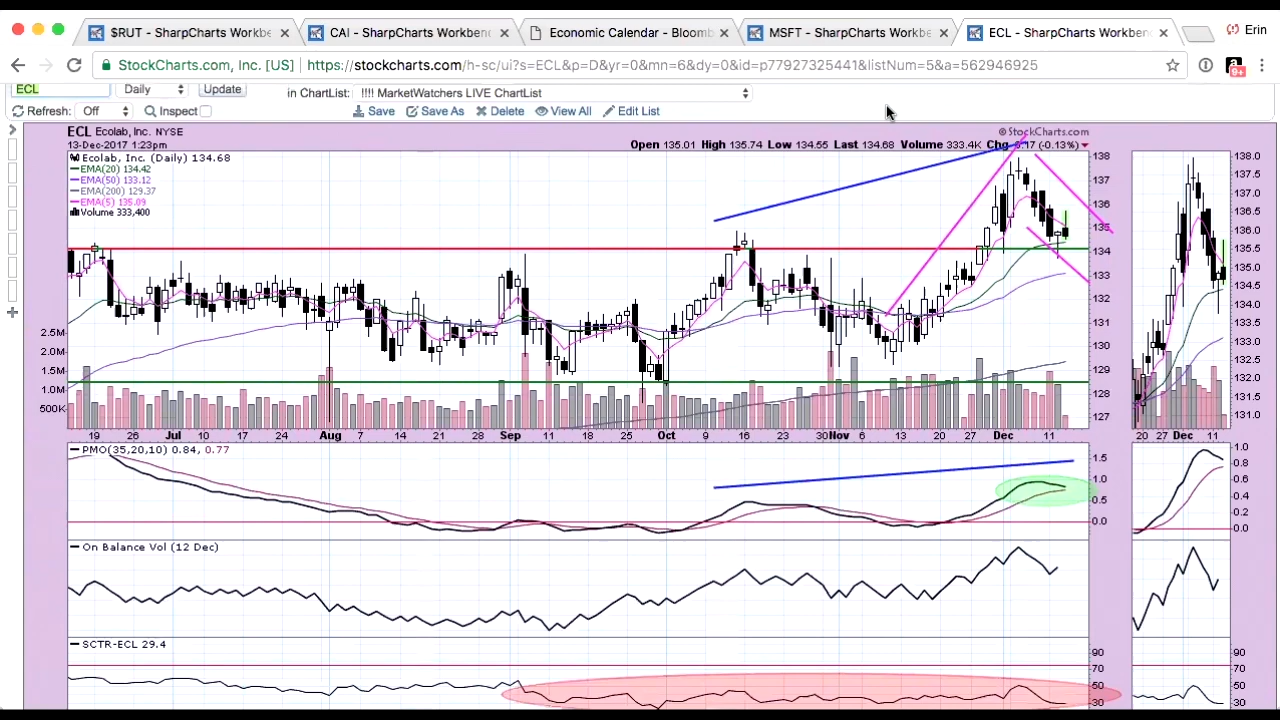 $RUT - SharpCharts Workb
CAI - SharpCharts Workbenc
Economic Calendar - Bloomb
MSFT - SharpCharts Workbe
ECL - SharpCharts Workbenc
Erin
StockCharts.com, Inc. [US] | https://stockcharts.com/h-sc/ui?s=ECL&p=D&yr=0&mn=6&dy=0&id=p77927325441&listNum=5&a=562946925
9+
ECL Daily Update in ChartList: !!!! MarketWatchers LIVE ChartList
Refresh: Off Inspect Save Save As Delete View All Edit List
ECL Ecolab, Inc. NYSE © StockCharts.com
13-Dec-2017 1:23pm Open 135.01 High 135.74 Low 134.55 Last 134.68 Volume 333.4K Chg (-0.13%)
Ecolab, Inc. (Daily) 134.68
EMA(20) 134.42
EMA(50) 133.12
EMA(200) 129.37
EMA(5) 135.09
Volume 333,400
138
137
136
135
134
133
132
131
130
129
128
127
2.5M
2.0M
1.5M
1.0M
500K
138.0
137.5
137.0
136.5
136.0
135.5
135.0
134.5
134.0
133.5
133.0
132.5
132.0
131.5
131.0
19 26 Jul 10 17 24 Aug 7 14 21 28 Sep 11 18 25 Oct 9 16 23 30 Nov 6 13 20 27 Dec 11
20 27 Dec 11
PMO(35,20,10) 0.84, 0.77
1.5
1.0
0.5
0.0
1.0
0.8
0.6
0.4
0.2
0.0
On Balance Vol (12 Dec)
SCTR-ECL 29.4
90
70
50
30
90
70
50
30